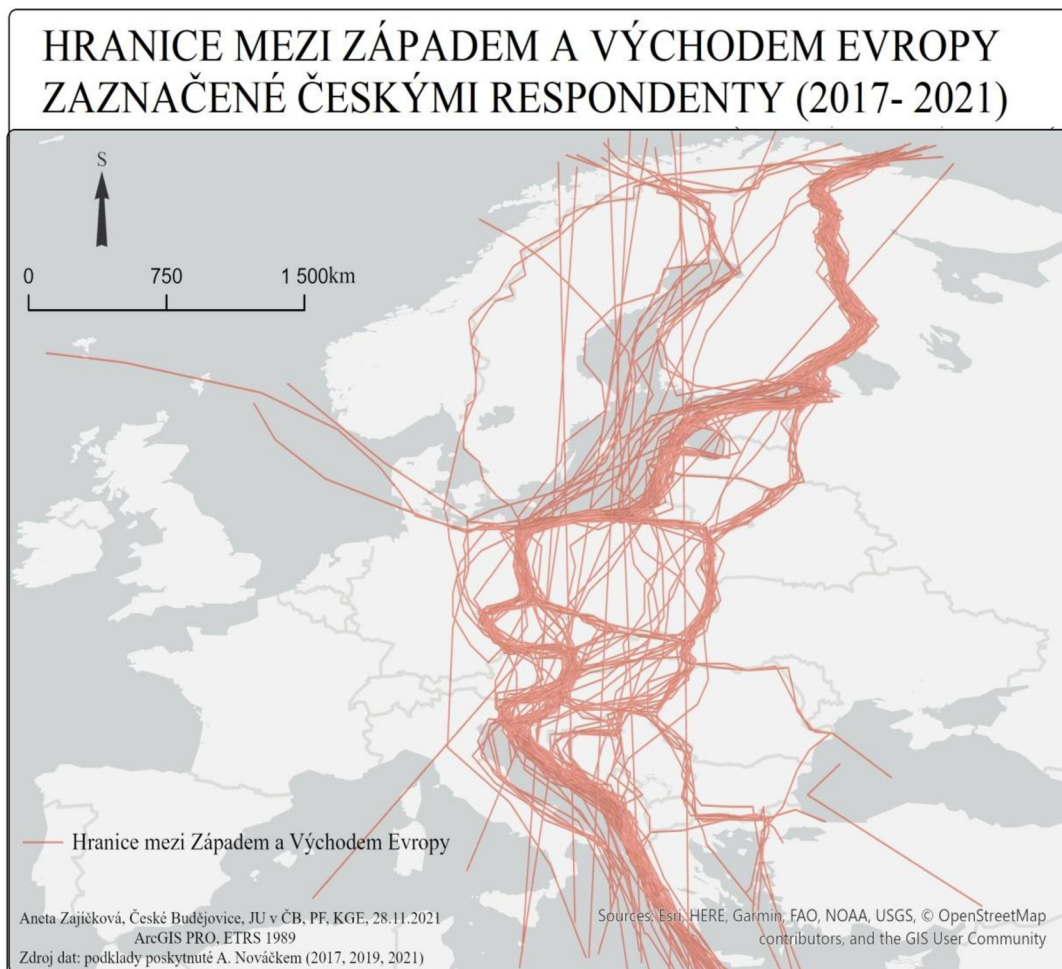 HRANICE MEZI ZÁPADEM A VÝCHODEM EVROPY
ZAZNAČENÉ ČESKÝMI RESPONDENTY (2017- 2021)
S
0 750 1 500km
Hranice mezi Západem a Východem Evropy
Aneta Zajíčková, České Budějovice, JU v ČB, PF, KGE, 28.11.2021
ArcGIS PRO, ETRS 1989
Zdroj dat: podklady poskytnuté A. Nováčkem (2017, 2019, 2021)
Sources: Esri, HERE, Garmin, FAO, NOAA, USGS, © OpenStreetMap
contributors, and the GIS User Community